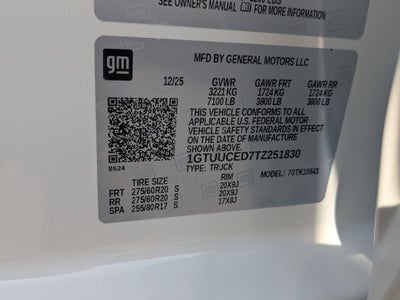 SEE OWNER'S MANUAL FOR MORE INFORMATION
gm
MFD BY GENERAL MOTORS LLC
12/25 GVWR GAWR FRT GAWR RR
3221 KG 1724 KG 1724 KG
7100 LB 3800 LB 3800 LB
THIS VEHICLE CONFORMS TO ALL
APPLICABLE U.S. FEDERAL MOTOR
VEHICLE SAFETY STANDARDS IN EFFECT
ON THE DATE OF MANUFACTURE
SHOWN ABOVE.
1GTUUCED7TZ251830
8624
TYPE: TRUCK MODEL: 70TK10543
TIRE SIZE RIM
FRT 275/60R20 S 20X9J
RR 275/60R20 S 20X9J
SPA 255/80R17 S 17X8J